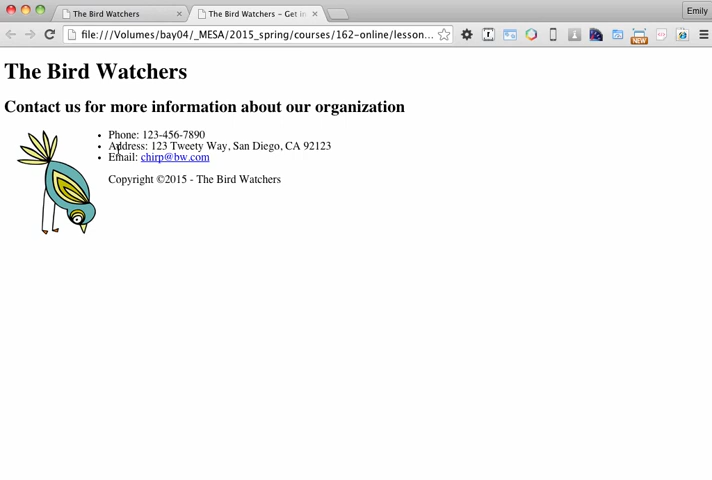 The Bird Watchers
The Bird Watchers - Get in
Emily
file:///Volumes/bay04/_MESA/2015_spring/courses/162-online/lesson...
NEW
The Bird Watchers
Contact us for more information about our organization
• Phone: 123-456-7890
• Address: 123 Tweety Way, San Diego, CA 92123
• Email: chirp@bw.com
Copyright ©2015 - The Bird Watchers